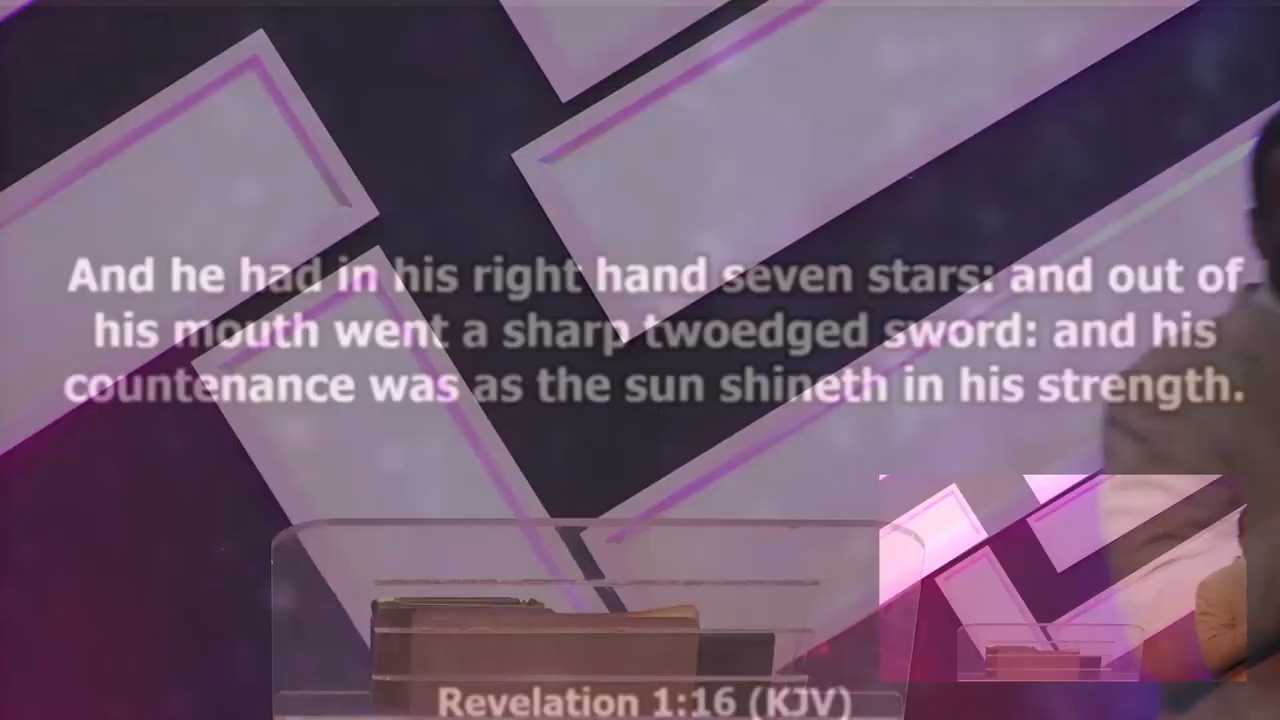 And he had in his right hand seven stars: and out of
his mouth went a sharp twoedged sword: and his
countenance was as the sun shineth in his strength.
Revelation 1:16 (KJV)